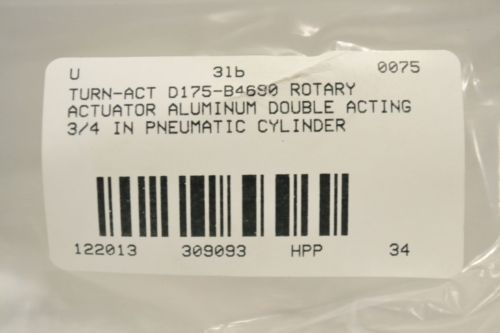 U 31b 0075
TURN-ACT D175-B4690 ROTARY
ACTUATOR ALUMINUM DOUBLE ACTING
3/4 IN PNEUMATIC CYLINDER
122013 309093 HPP 34